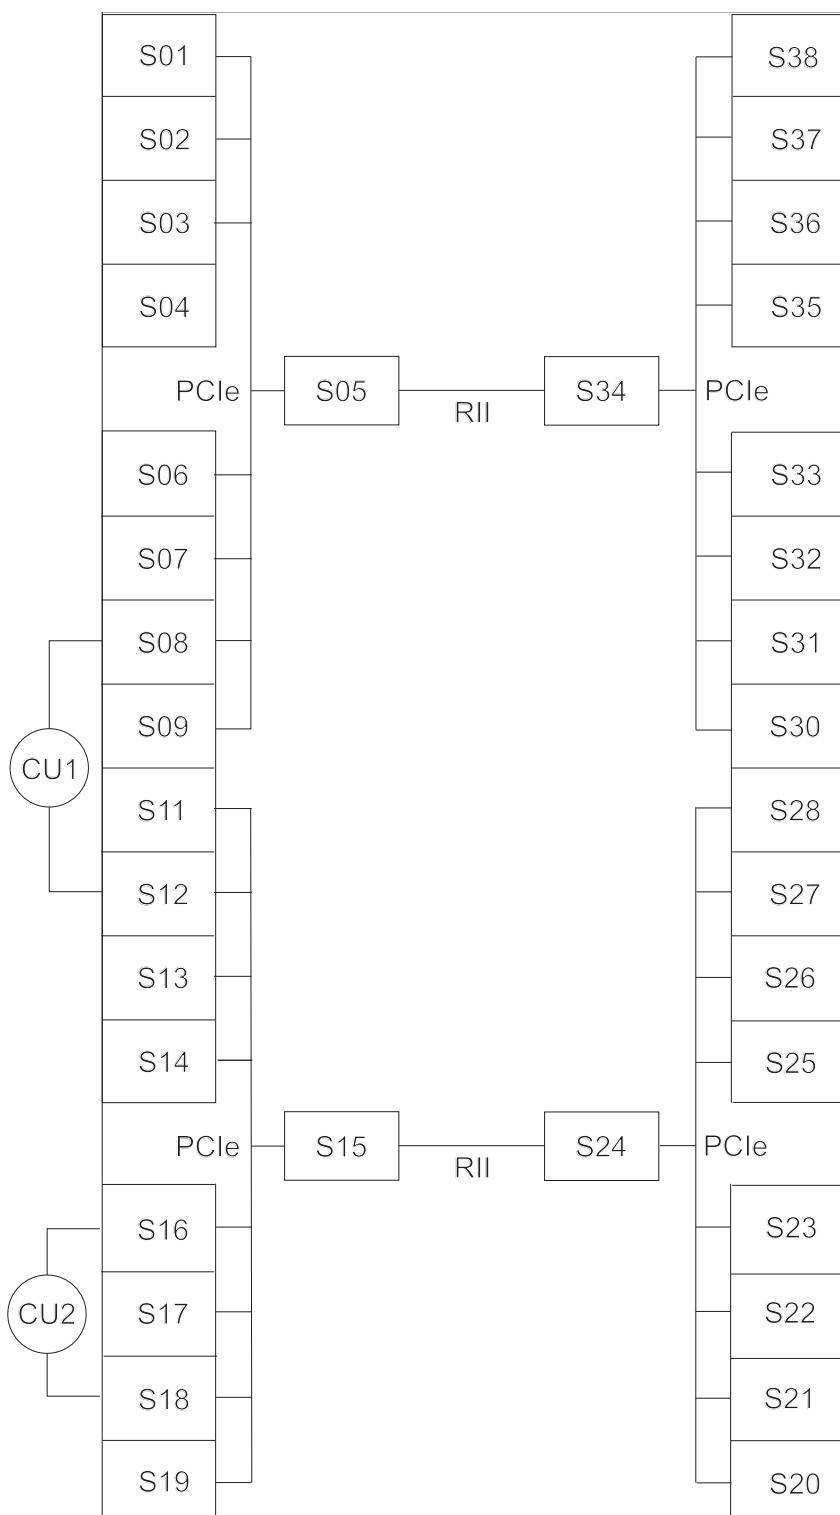 S01
S38
S02
S37
S03
S36
S04
S35
PCIe
S05
RII
S34
PCIe
S06
S33
S07
S32
S08
S31
S09
S30
CU1
S11
S28
S12
S27
S13
S26
S14
S25
PCIe
S15
RII
S24
PCIe
S16
S23
CU2
S17
S22
S18
S21
S19
S20